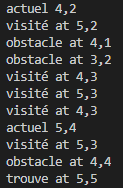 actuel 4,2
visité at 5,2
obstacle at 4,1
obstacle at 3,2
visité at 4,3
visité at 5,3
visité at 4,3
actuel 5,4
visité at 5,3
obstacle at 4,4
trouve at 5,5